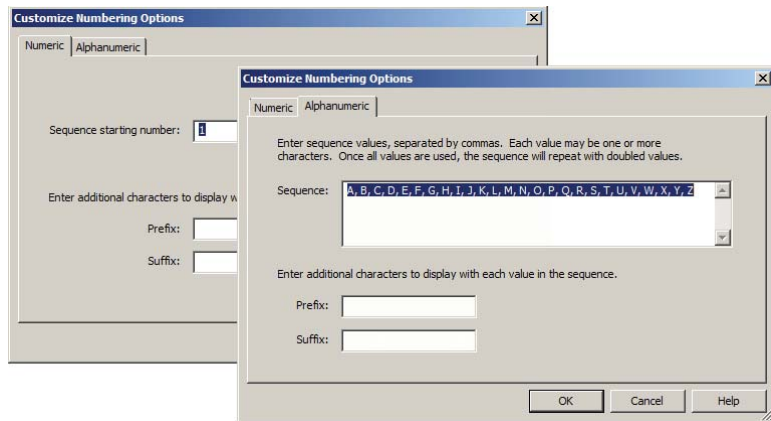 Customize Numbering Options
Numeric Alphanumeric
Sequence starting number: 1
Enter additional characters to display
Prefix:
Suffix:
Customize Numbering Options
Numeric Alphanumeric
Enter sequence values, separated by commas. Each value may be one or more
characters. Once all values are used, the sequence will repeat with doubled values.
Sequence: A, B, C, D, E, F, G, H, I, J, K, L, M, N, O, P, Q, R, S, T, U, V, W, X, Y, Z
Enter additional characters to display with each value in the sequence.
Prefix:
Suffix:
OK Cancel Help